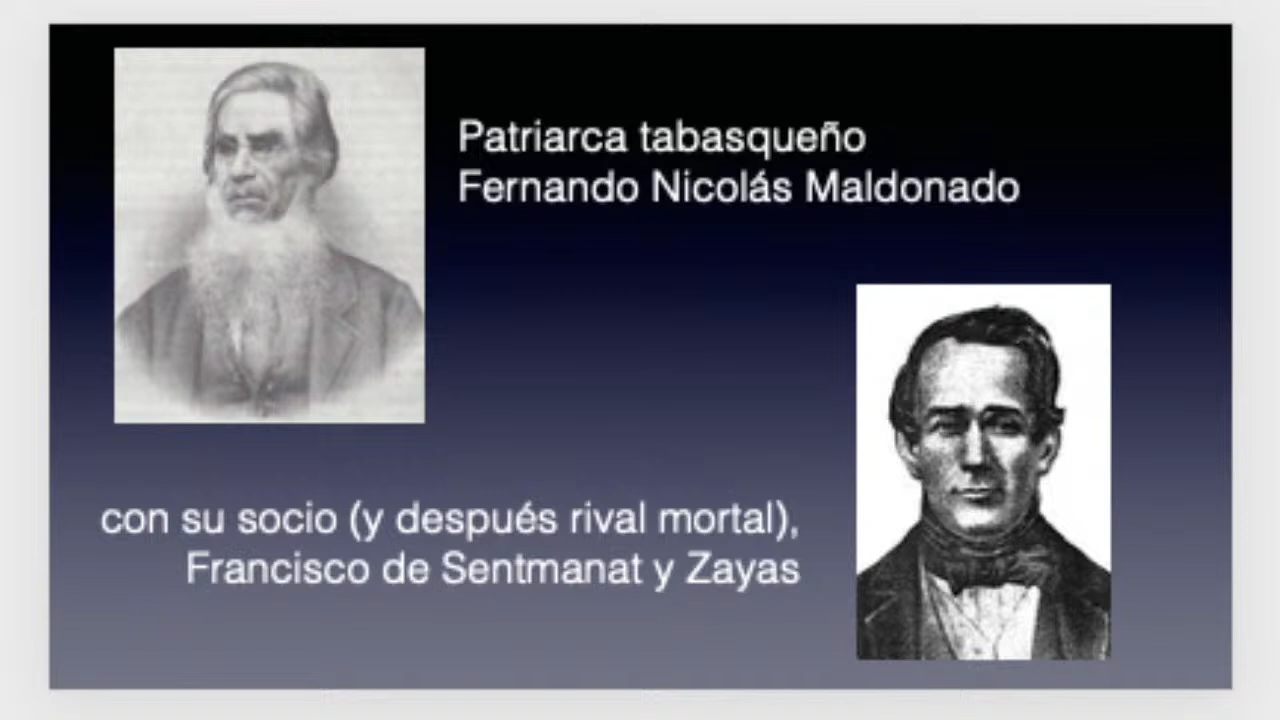 Patriarca tabasqueño
Fernando Nicolás Maldonado
con su socio (y después rival mortal),
Francisco de Sentmanat y Zayas